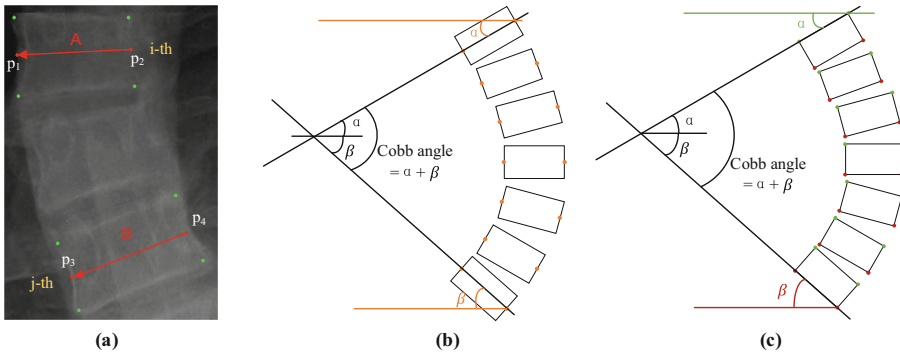 A
i-th
p1
p2
B
p4
p3
j-th
(a)
α
α
β
Cobb angle
= α + β
β
(b)
α
α
β
Cobb angle
= α + β
β
(c)